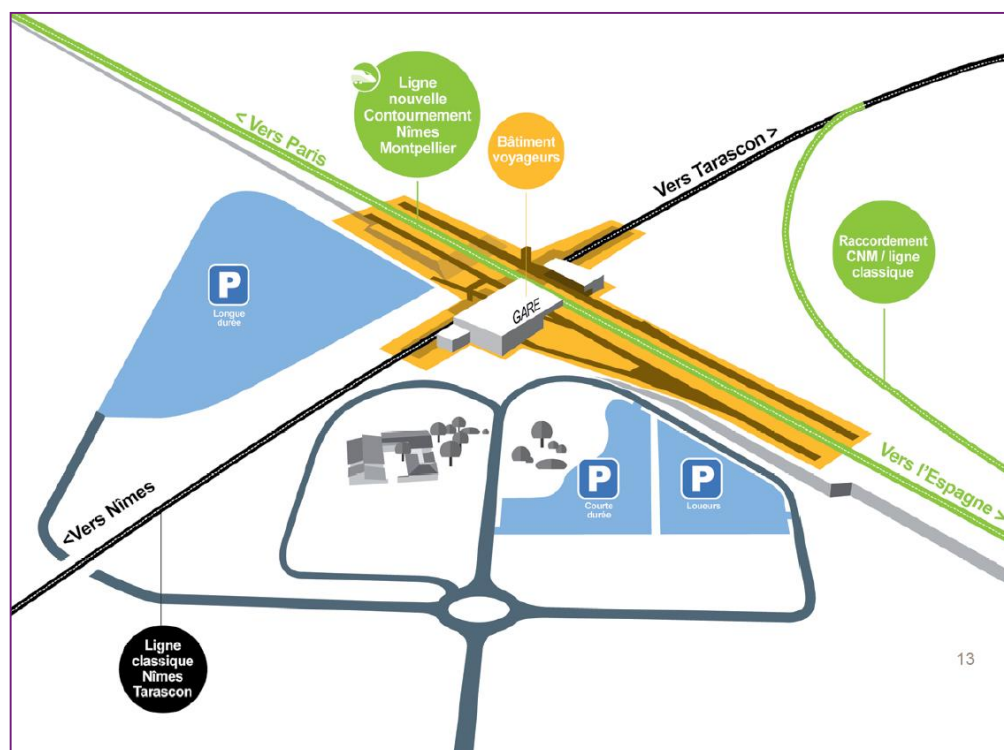 Ligne
nouvelle
Contournement
Nîmes
Montpellier
Bâtiment
voyageurs
< Vers Paris
Vers Tarascon >
Raccordement
CNM / ligne
classique
P
Longue
durée
GARE
<Vers Nîmes
P
Courte
durée
P
Loueurs
Vers l'Espagne >
Ligne
classique
Nîmes
Tarascon
13